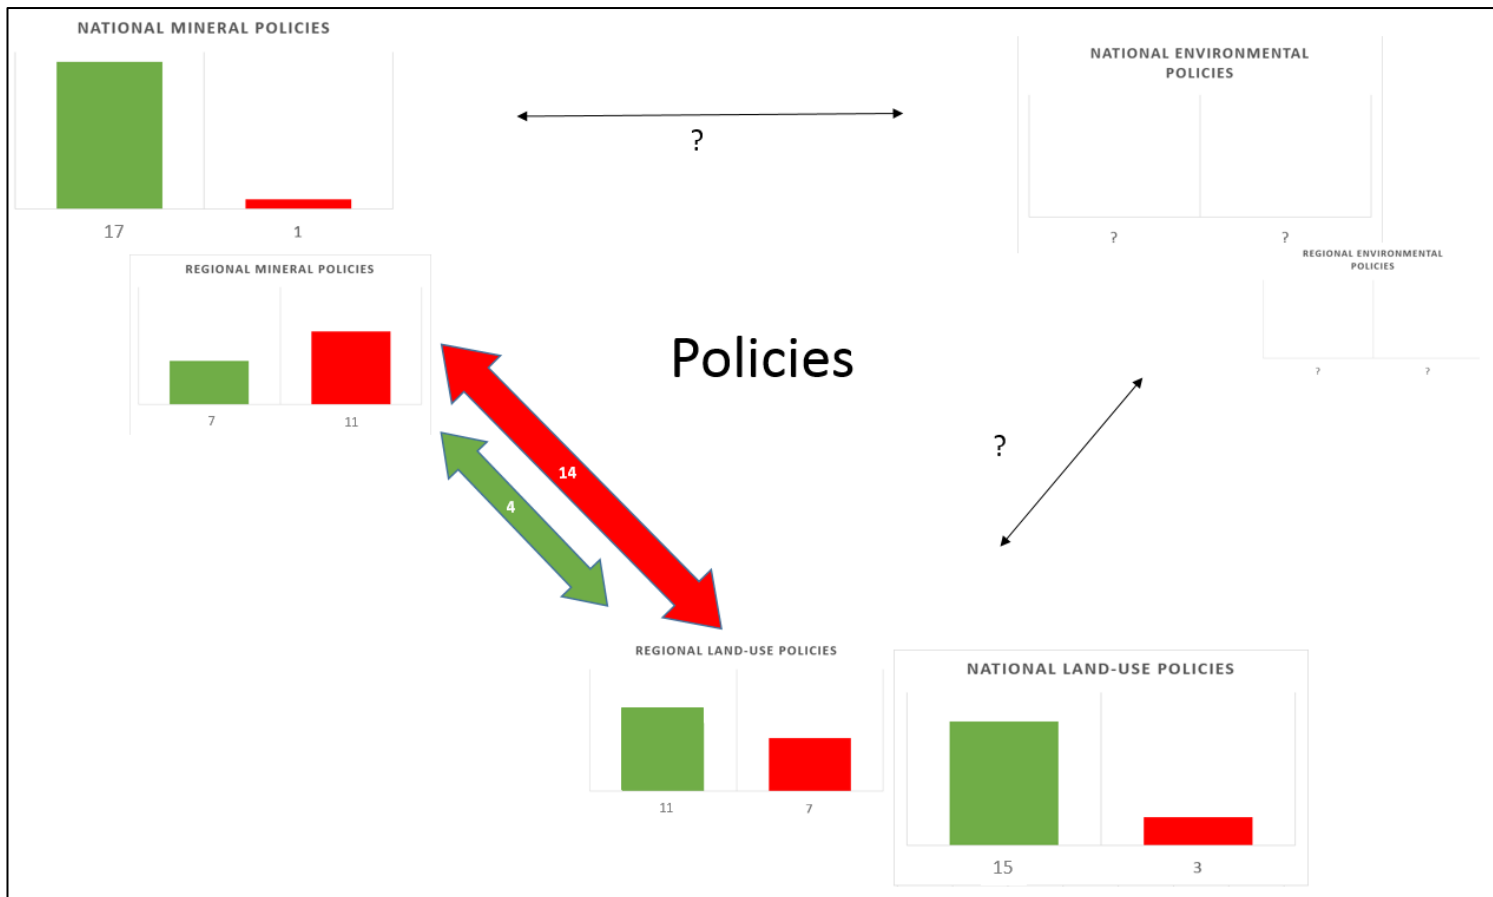 NATIONAL MINERAL POLICIES
17
1
?
NATIONAL ENVIRONMENTAL
POLICIES
?
?
REGIONAL MINERAL POLICIES
7
11
REGIONAL ENVIRONMENTAL
POLICIES
?
?
Policies
14
4
?
REGIONAL LAND-USE POLICIES
11
7
NATIONAL LAND-USE POLICIES
15
3